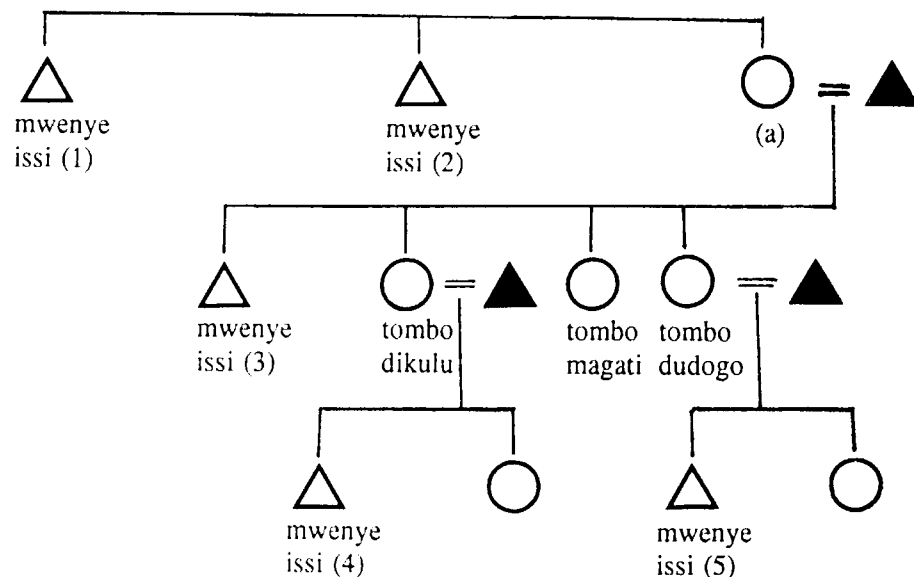 mwenye
issi (1)
mwenye
issi (2)
(a)
mwenye
issi (3)
tombo
dikulu
tombo
magati
tombo
dudogo
mwenye
issi (4)
mwenye
issi (5)